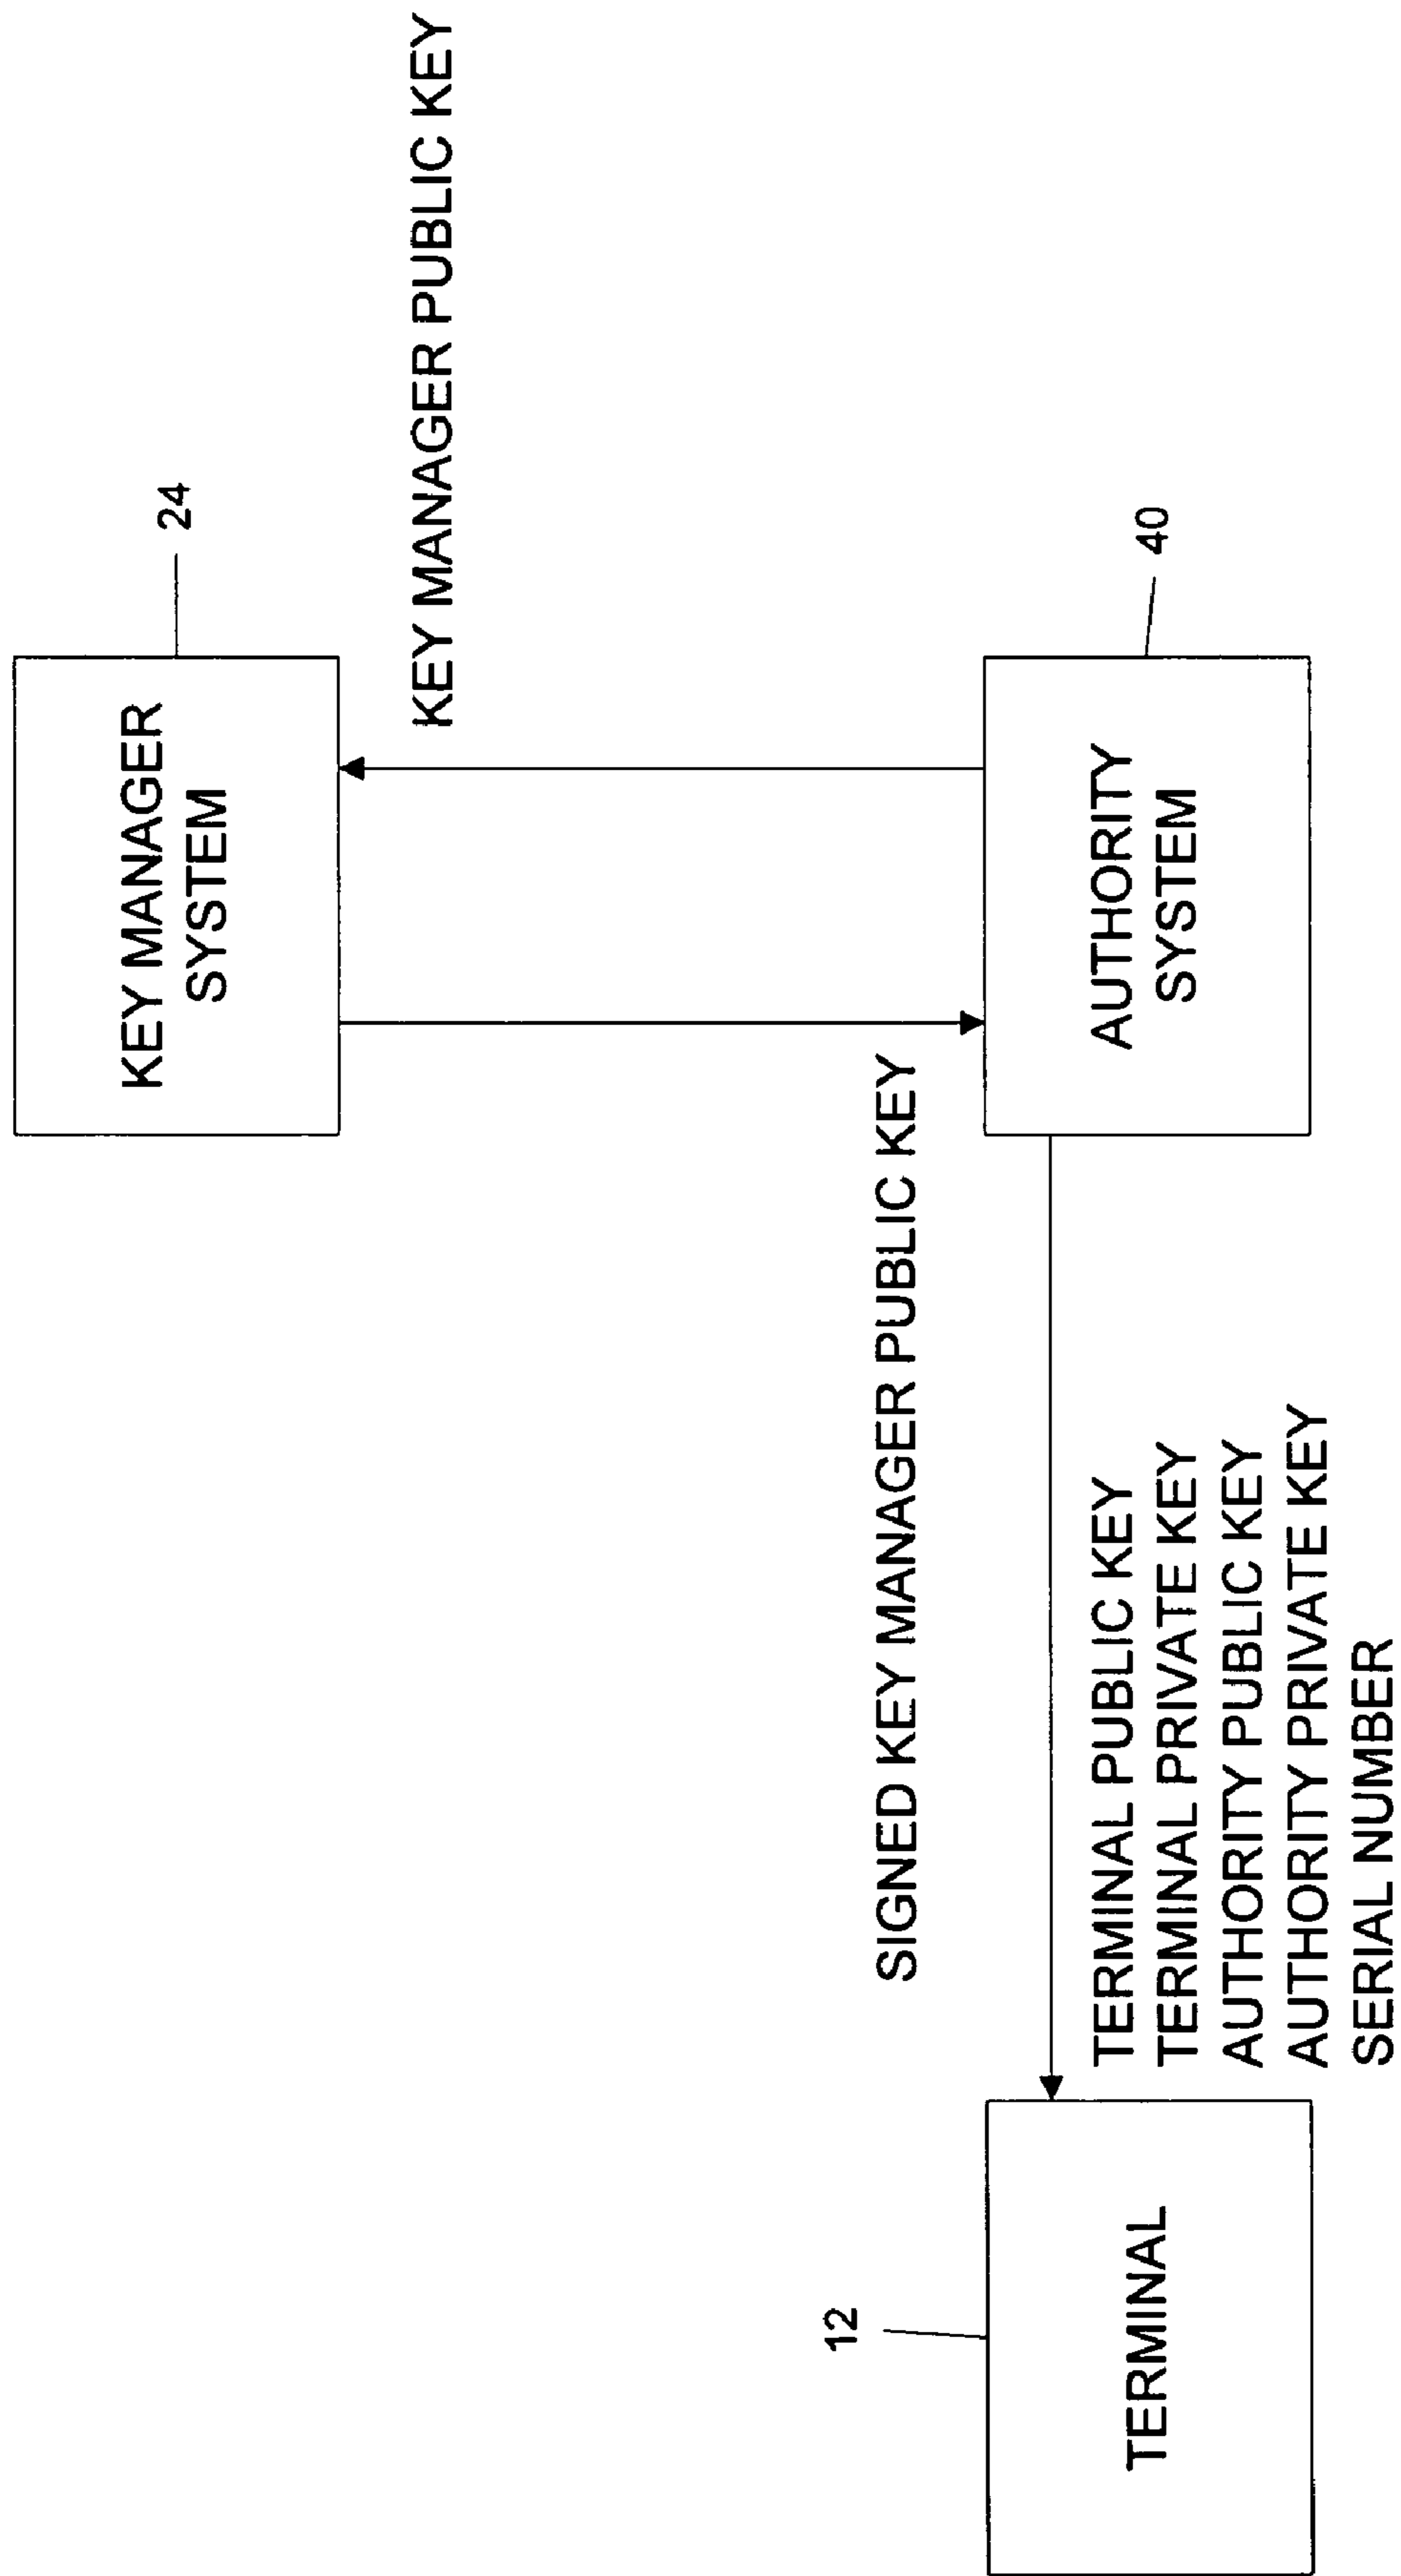 KEY MANAGER
SYSTEM
24
KEY MANAGER PUBLIC KEY
SIGNED KEY MANAGER PUBLIC KEY
12
TERMINAL
TERMINAL PUBLIC KEY
TERMINAL PRIVATE KEY
AUTHORITY PUBLIC KEY
AUTHORITY PRIVATE KEY
SERIAL NUMBER
AUTHORITY
SYSTEM
40